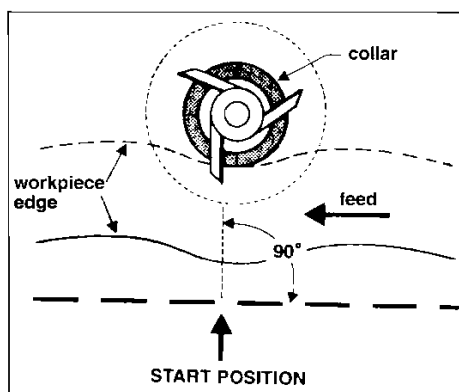 collar
workpiece
edge
feed
90°
START POSITION